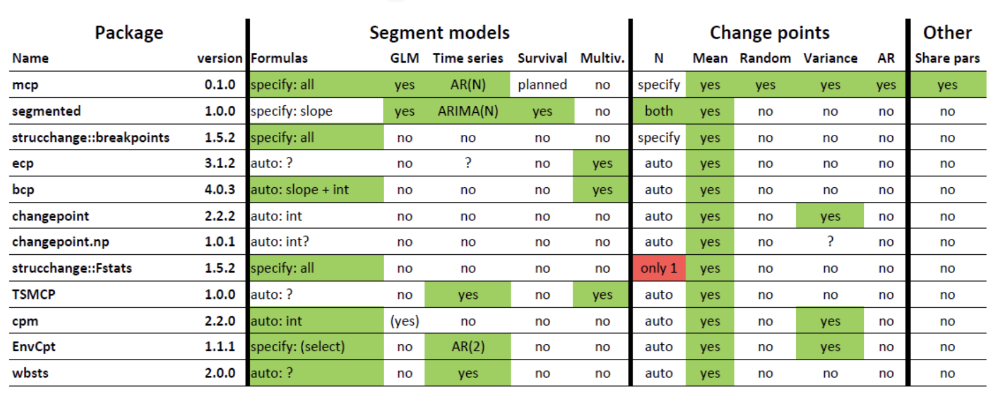 Package Segment models Change points Other
Name version Formulas GLM Time series Survival Multiv. N Mean Random Variance AR Share pars
mcp 0.1.0 specify: all yes AR(N) planned no specify yes yes yes yes yes
segmented 1.0.0 specify: slope yes ARIMA(N) yes no both yes no no no no
strucchange::breakpoints 1.5.2 specify: all no no no no specify yes no no no no
ecp 3.1.2 auto: ? no ? no yes auto yes no no no no
bcp 4.0.3 auto: slope + int no no no yes auto yes no no no no
changepoint 2.2.2 auto: int no no no no auto yes no yes no no
changepoint.np 1.0.1 auto: int? no no no no auto yes no ? no no
strucchange::Fstats 1.5.2 specify: all no no no no only 1 yes no no no no
TSMCP 1.0.0 auto: ? no yes no yes auto yes no no no no
cpm 2.2.0 auto: int (yes) no no no auto yes no yes no no
EnvCpt 1.1.1 specify: (select) no AR(2) no no auto yes no yes no no
wbsts 2.0.0 auto: ? no yes no no auto yes no no no no